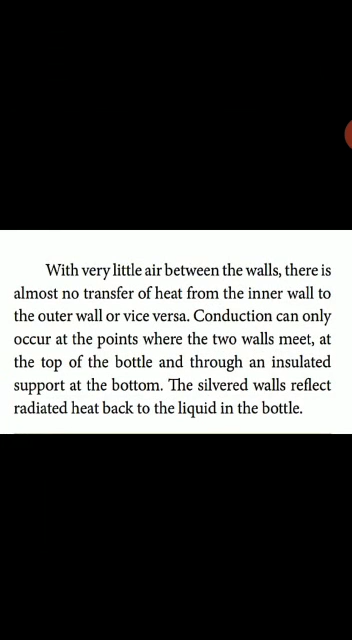 With very little air between the walls, there is
almost no transfer of heat from the inner wall to
the outer wall or vice versa. Conduction can only
occur at the points where the two walls meet, at
the top of the bottle and through an insulated
support at the bottom. The silvered walls reflect
radiated heat back to the liquid in the bottle.